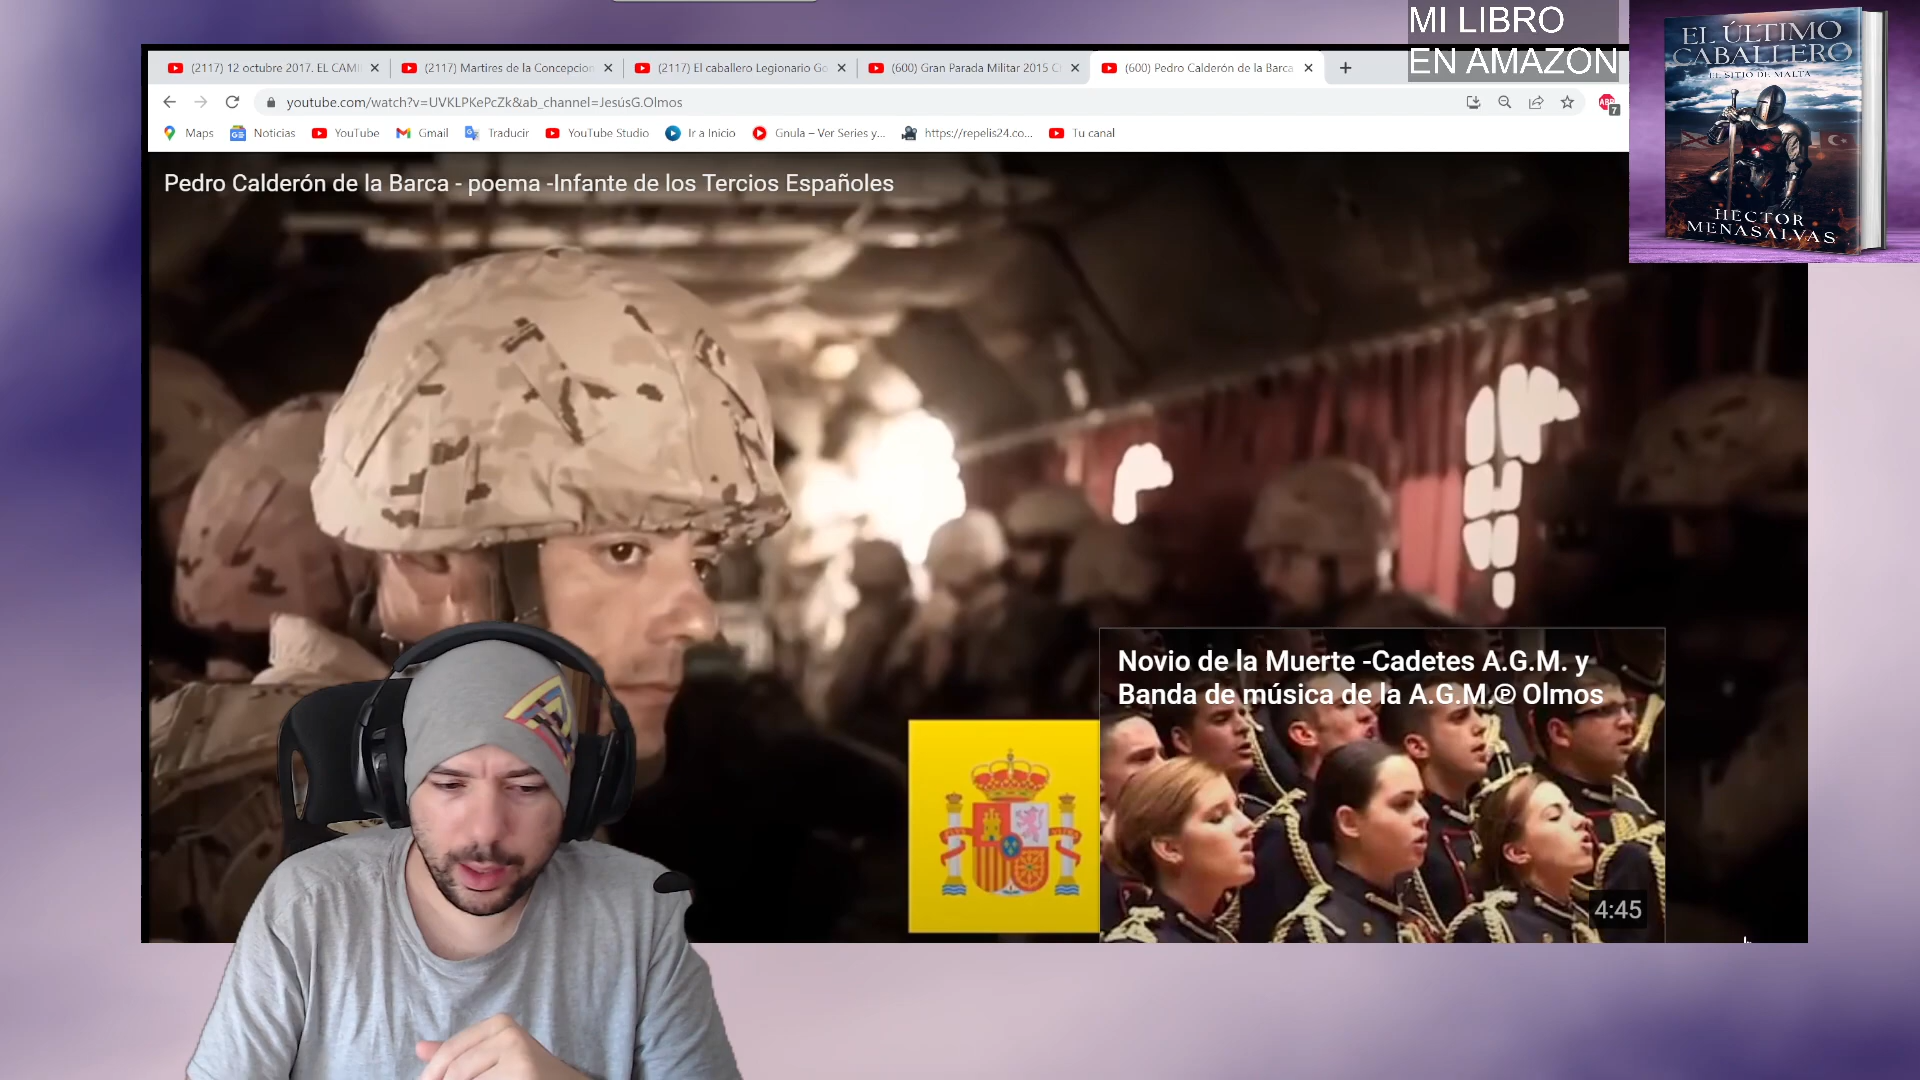 MI LIBRO
EN AMAZON
EL ÚLTIMO
CABALLERO
EL SITIO DE MALTA
HECTOR
MENASALVAS
(2117) 12 octubre 2017. EL CAMI
(2117) Martires de la Concepcion
(2117) El caballero Legionario Go
(600) Gran Parada Militar 2015 C
(600) Pedro Calderón de la Barca
youtube.com/watch?v=UVKLPKePcZk&ab_channel=JesúsG.Olmos
ABP
7
Maps
Noticias
YouTube
Gmail
Traducir
YouTube Studio
Ir a Inicio
Gnula – Ver Series y...
https://repelis24.co...
Tu canal
Pedro Calderón de la Barca - poema -Infante de los Tercios Españoles
Novio de la Muerte -Cadetes A.G.M. y
Banda de música de la A.G.M.℗ Olmos
4:45